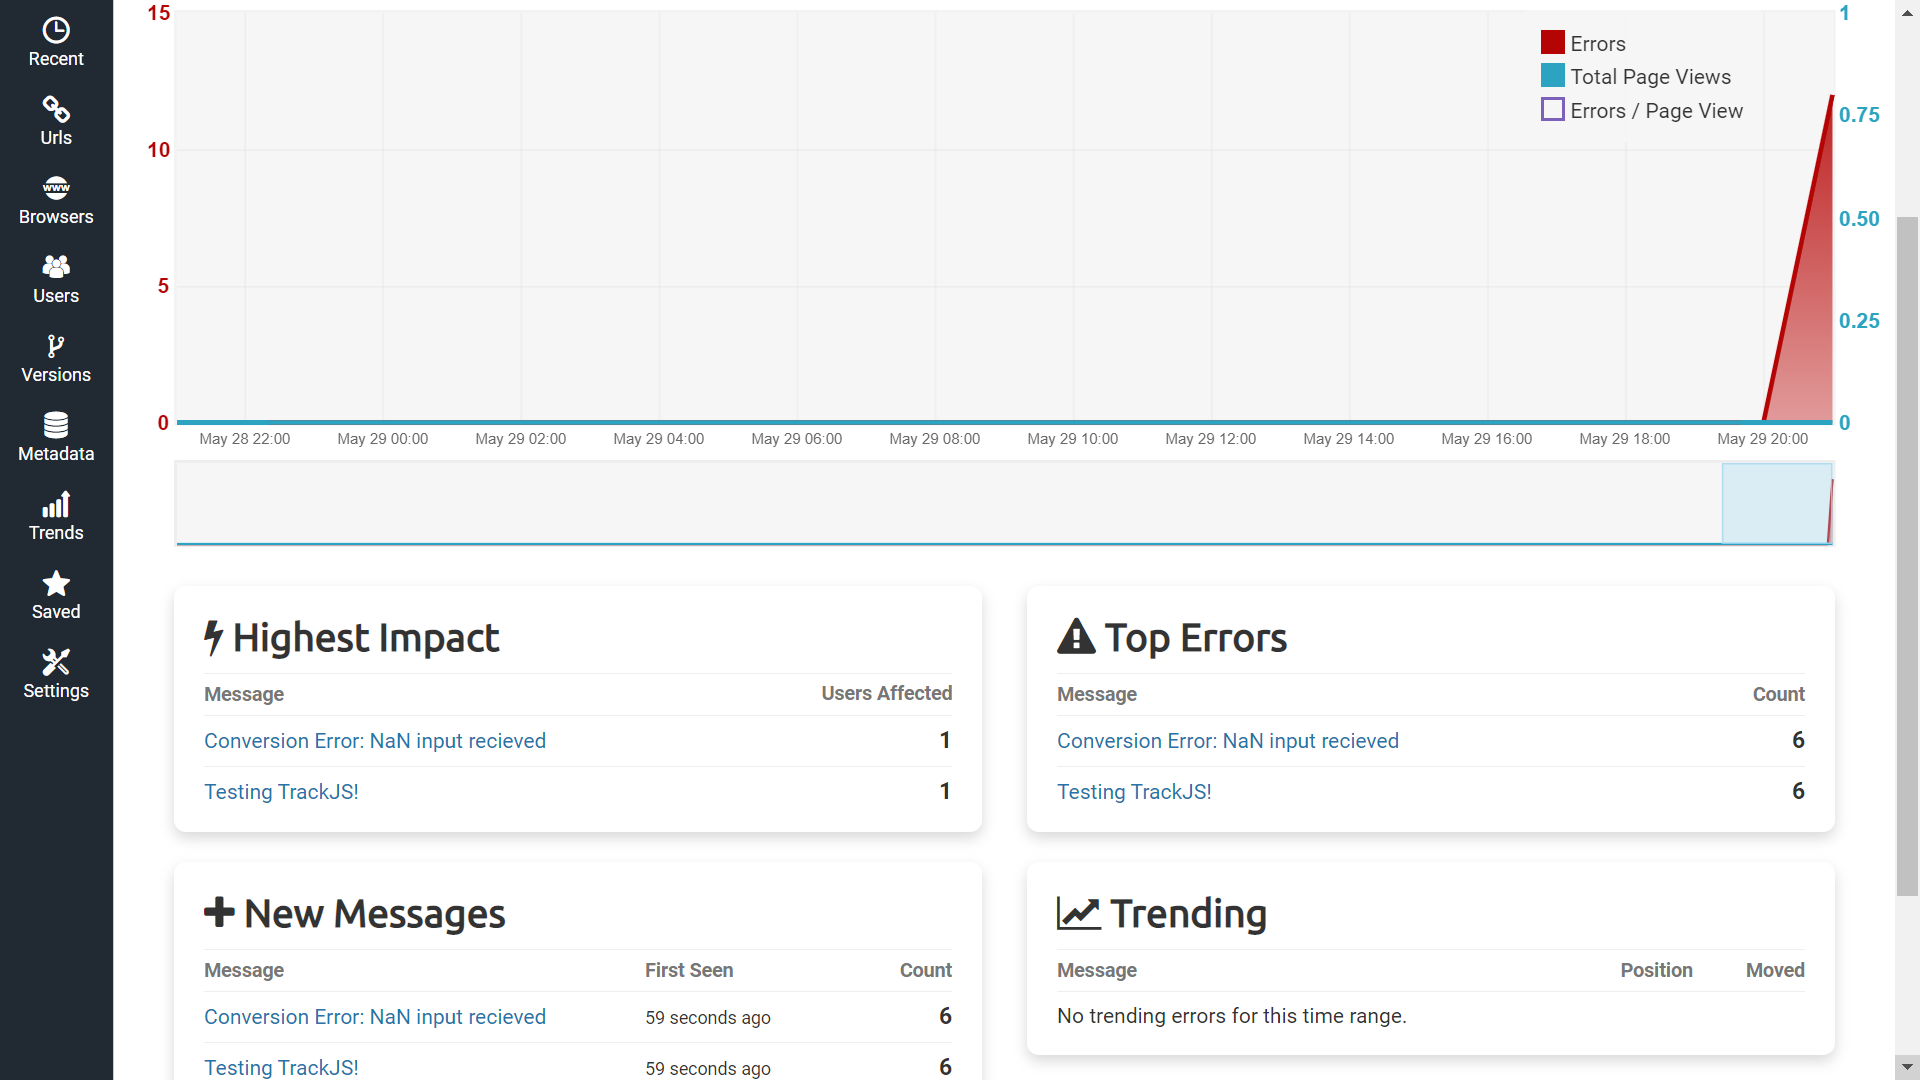 Recent
Urls
WWW
Browsers
Users
Versions
Metadata
Trends
Saved
Settings
15
10
5
0
1
0.75
0.50
0.25
0
Errors
Total Page Views
Errors / Page View
May 28 22:00 May 29 00:00 May 29 02:00 May 29 04:00 May 29 06:00 May 29 08:00 May 29 10:00 May 29 12:00 May 29 14:00 May 29 16:00 May 29 18:00 May 29 20:00
Highest Impact
Message Users Affected
Conversion Error: NaN input recieved 1
Testing TrackJS! 1
Top Errors
Message Count
Conversion Error: NaN input recieved 6
Testing TrackJS! 6
New Messages
Message First Seen Count
Conversion Error: NaN input recieved 59 seconds ago 6
Testing TrackJS! 59 seconds ago 6
Trending
Message Position Moved
No trending errors for this time range.